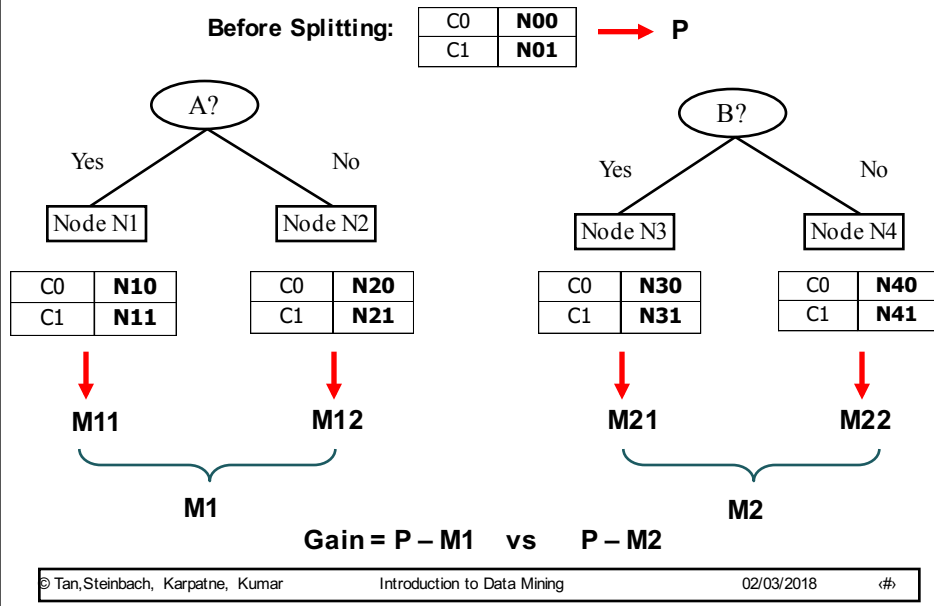 Before Splitting:
C0 N00
C1 N01
P
A?
Yes No
Node N1 Node N2
C0 N10
C1 N11
C0 N20
C1 N21
M11 M12
M1
B?
Yes No
Node N3 Node N4
C0 N30
C1 N31
C0 N40
C1 N41
M21 M22
M2
Gain = P – M1 vs P – M2
© Tan,Steinbach, Karpatne, Kumar Introduction to Data Mining 02/03/2018 ‹#›